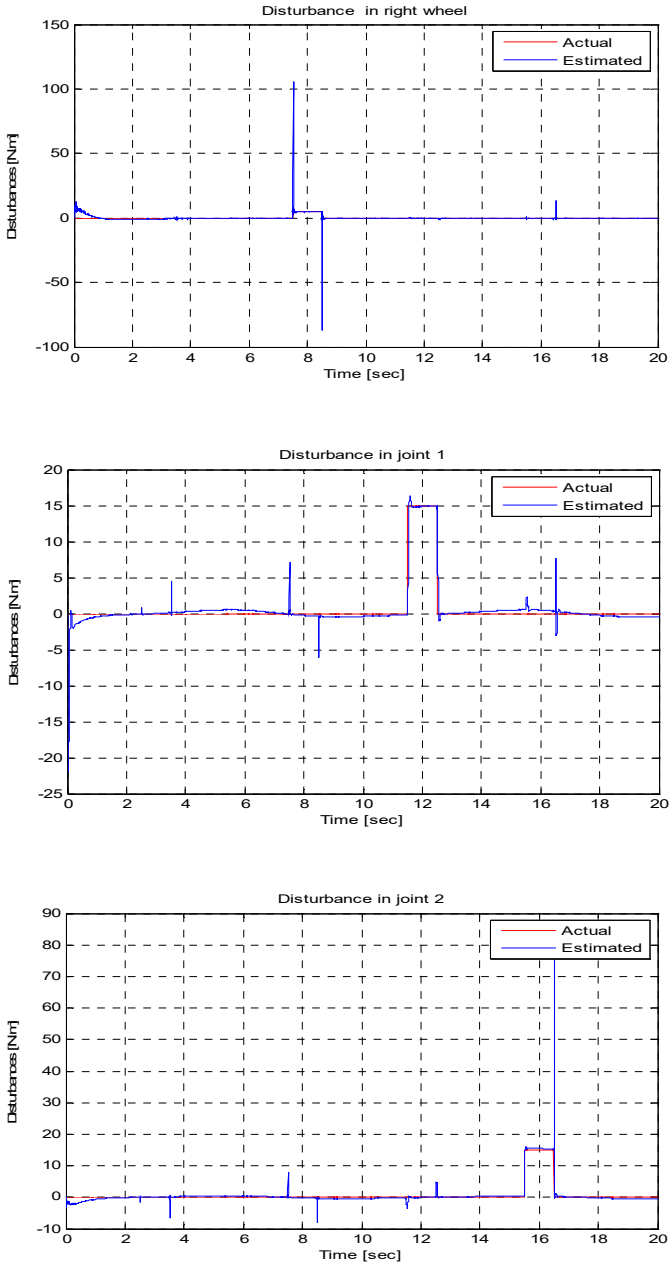 Disturbance in right wheel
150
100
50
0
-50
-100
Disturbances [Nm]
Actual
Estimated
0 2 4 6 8 10 12 14 16 18 20
Time [sec]
Disturbance in joint 1
20
15
10
5
0
-5
-10
-15
-20
-25
Disturbances [Nm]
Actual
Estimated
0 2 4 6 8 10 12 14 16 18 20
Time [sec]
Disturbance in joint 2
90
80
70
60
50
40
30
20
10
0
-10
Disturbances [Nm]
Actual
Estimated
0 2 4 6 8 10 12 14 16 18 20
Time [sec]